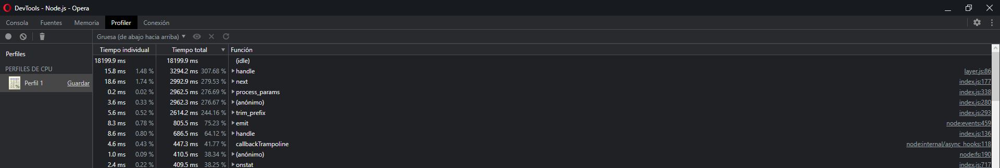 DevTools - Node.js - Opera
Consola Fuentes Memoria Profiler Conexión
Gruesa (de abajo hacia arriba)
Perfiles
PERFILES DE CPU
Perfil 1 Guardar
Tiempo individual Tiempo total Función
18199.9 ms 18199.9 ms (idle)
15.8 ms 1.48 % 3294.2 ms 307.68 % handle layer.js:86
18.6 ms 1.74 % 2992.9 ms 279.53 % next index.js:177
0.2 ms 0.02 % 2962.5 ms 276.69 % process_params index.js:338
3.6 ms 0.33 % 2962.3 ms 276.67 % (anónimo) index.js:280
5.6 ms 0.52 % 2614.2 ms 244.16 % trim_prefix index.js:293
8.3 ms 0.78 % 805.5 ms 75.23 % emit node:events:459
8.6 ms 0.80 % 686.5 ms 64.12 % handle index.js:136
4.6 ms 0.43 % 447.3 ms 41.77 % callbackTrampoline node:internal/async_hooks:118
1.0 ms 0.09 % 410.5 ms 38.34 % (anónimo) node:fs:190
2.4 ms 0.22 % 409.5 ms 38.25 % onstat index.js:717